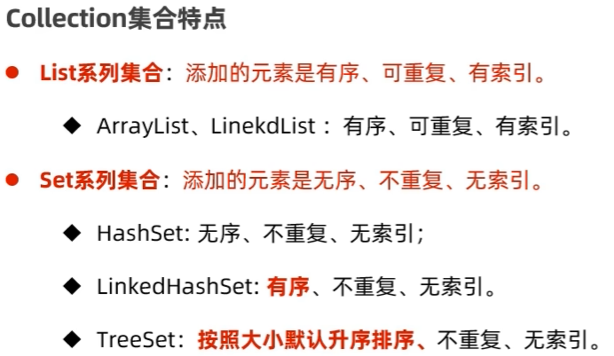 Collection集合特点
● List系列集合：添加的元素是有序、可重复、有索引。
◆ ArrayList、LinekdList ：有序、可重复、有索引。
● Set系列集合：添加的元素是无序、不重复、无索引。
◆ HashSet: 无序、不重复、无索引；
◆ LinkedHashSet: 有序、不重复、无索引。
◆ TreeSet：按照大小默认升序排序、不重复、无索引。